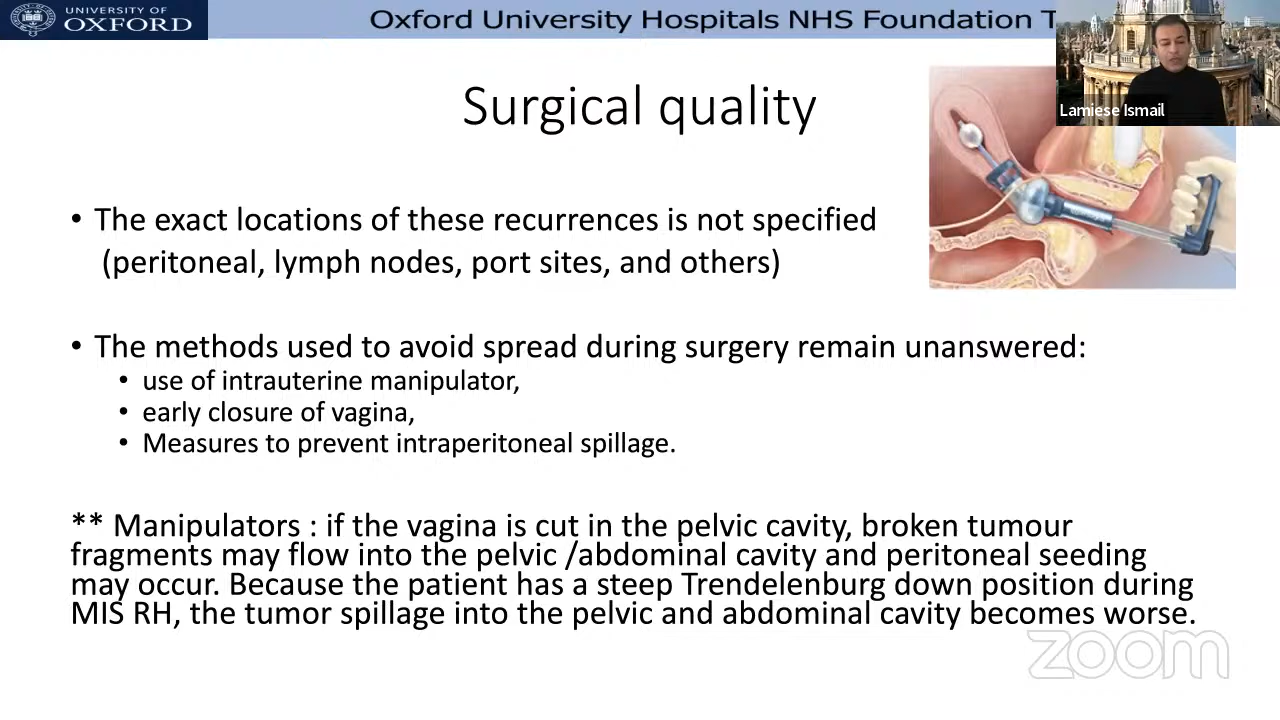 UNIVERSITY OF
OXFORD
Oxford University Hospitals NHS Foundation T
Lamiese Ismail
Surgical quality
• The exact locations of these recurrences is not specified
(peritoneal, lymph nodes, port sites, and others)
• The methods used to avoid spread during surgery remain unanswered:
• use of intrauterine manipulator,
• early closure of vagina,
• Measures to prevent intraperitoneal spillage.
** Manipulators : if the vagina is cut in the pelvic cavity, broken tumour
fragments may flow into the pelvic /abdominal cavity and peritoneal seeding
may occur. Because the patient has a steep Trendelenburg down position during
MIS RH, the tumor spillage into the pelvic and abdominal cavity becomes worse.
zoom